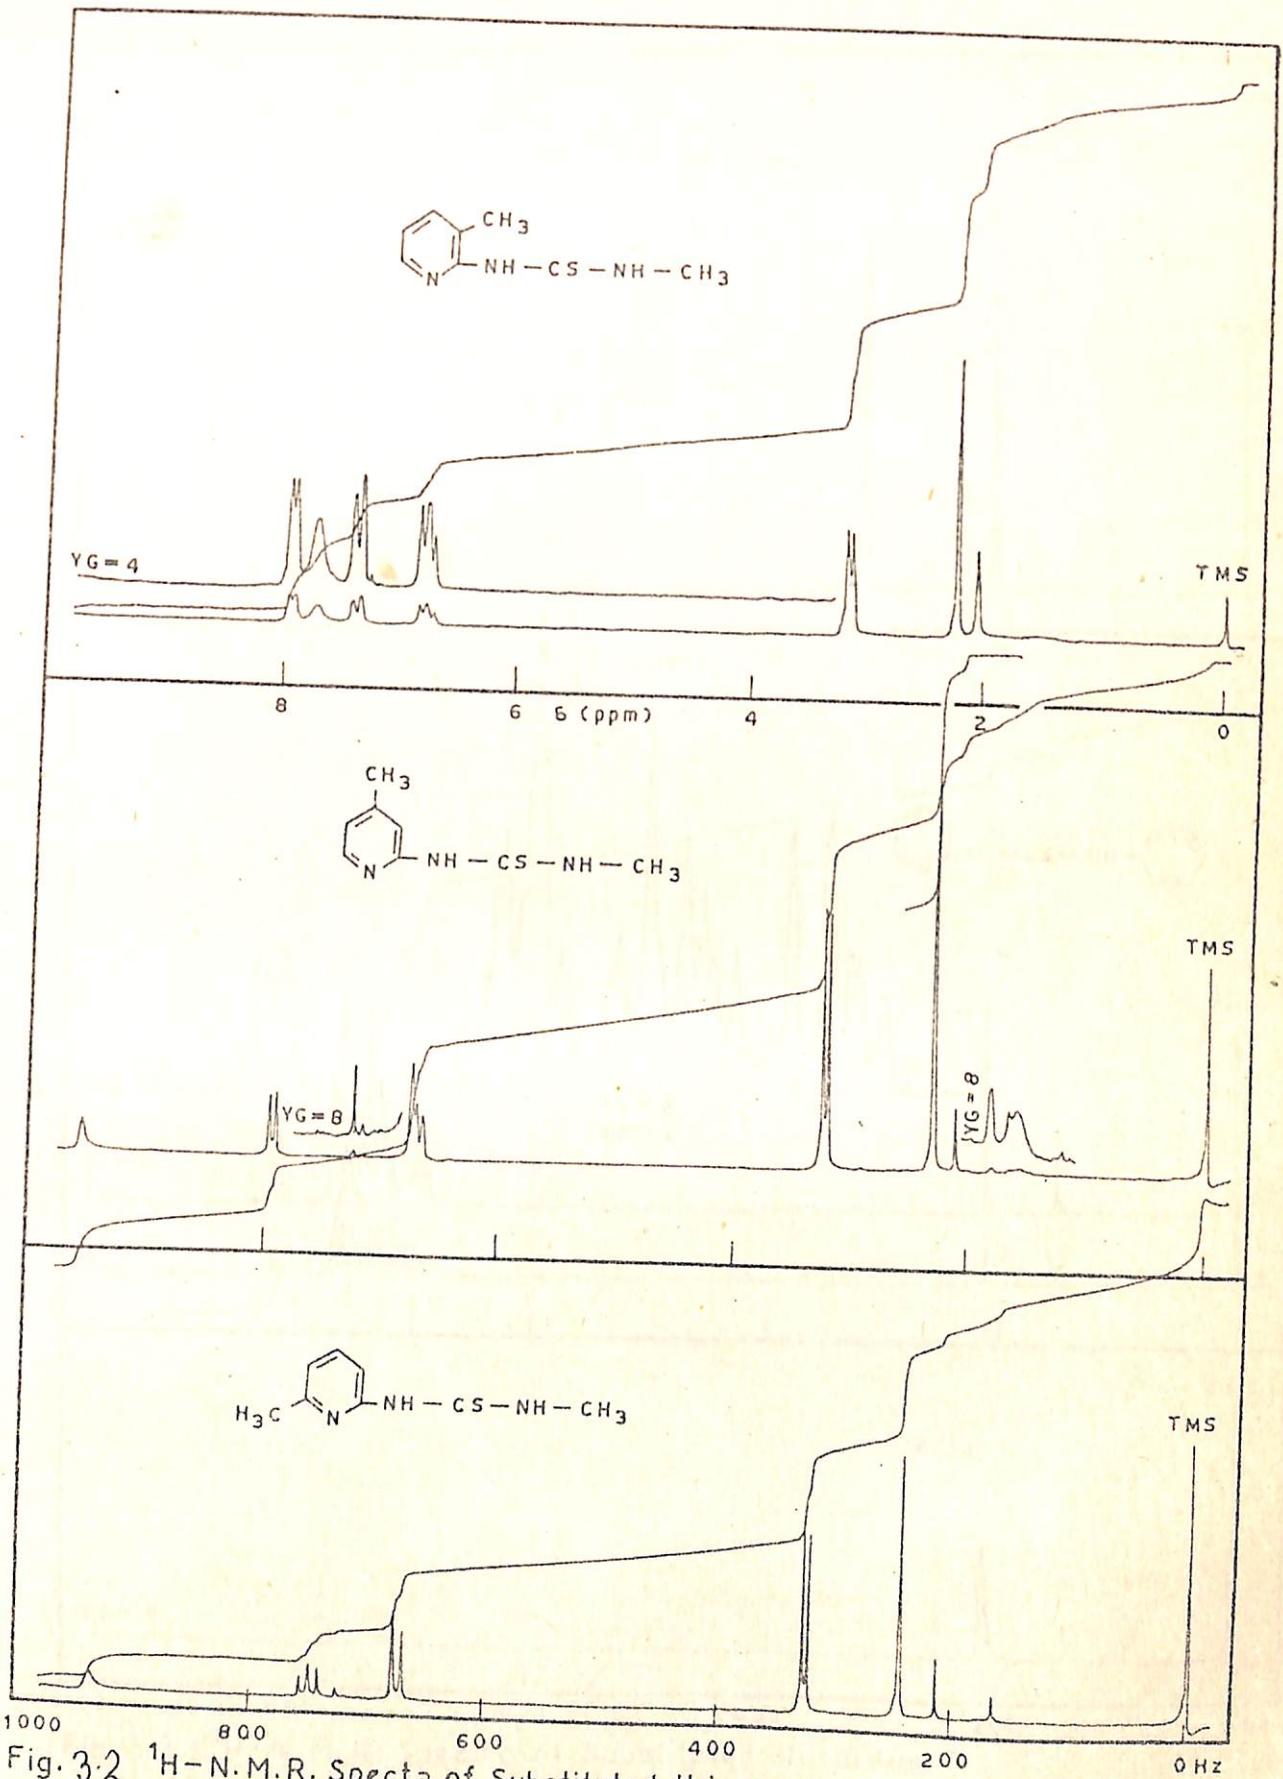 CH3
NH — CS — NH — CH3
N
YG=4
TMS
8 6 δ (ppm) 4 2 0
CH3
N NH — CS — NH — CH3
TMS
YG=8
YG=8
H3C N NH — CS — NH — CH3
TMS
1000 800 600 400 200 0 Hz
Fig. 3.2 ¹H-N.M.R. Spectra of